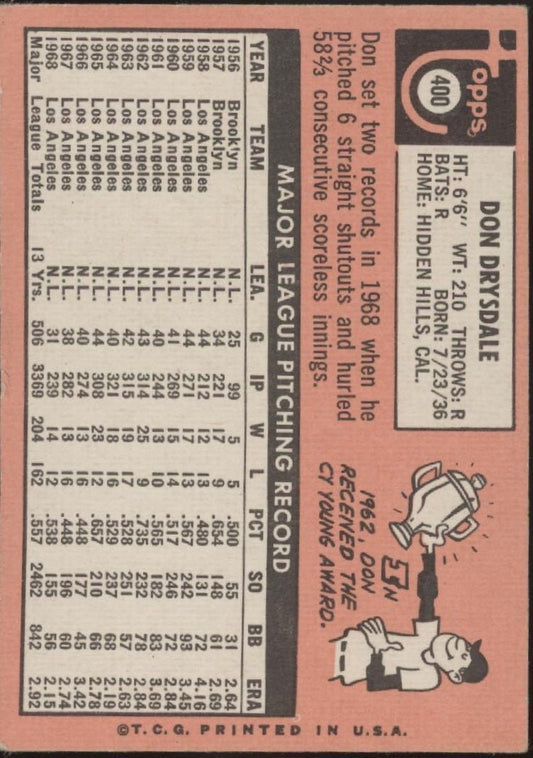 Topps
400
DON DRYSDALE
HT: 6'6" WT: 210 THROWS: R
BATS: R BORN: 7/23/36
HOME: HIDDEN HILLS, CAL.
Don set two records in 1968 when he
pitched 6 straight shutouts and hurled
58⅔ consecutive scoreless innings.
IN
1962, DON
RECEIVED THE
CY YOUNG AWARD.
MAJOR LEAGUE PITCHING RECORD
YEAR TEAM LEA. G IP W L PCT SO BB ERA
1956 Brooklyn N.L. 25 99 5 5 .500 55 31 2.64
1957 Brooklyn N.L. 34 221 17 9 .654 148 61 2.69
1958 Los Angeles N.L. 44 212 12 13 .480 131 72 4.16
1959 Los Angeles N.L. 44 271 17 13 .567 242 93 3.45
1960 Los Angeles N.L. 41 269 15 14 .517 246 72 2.84
1961 Los Angeles N.L. 40 244 13 10 .565 182 83 3.69
1962 Los Angeles N.L. 43 314 25 9 .735 232 78 2.84
1963 Los Angeles N.L. 42 315 19 17 .528 251 57 2.63
1964 Los Angeles N.L. 40 321 18 16 .529 237 68 2.19
1965 Los Angeles N.L. 44 308 23 12 .657 210 66 2.78
1966 Los Angeles N.L. 40 274 13 16 .448 177 45 3.42
1967 Los Angeles N.L. 38 282 13 16 .448 196 60 2.74
1968 Los Angeles N.L. 31 239 14 12 .538 155 56 2.15
Major League Totals 13 Yrs. 506 3369 204 162 .557 2462 842 2.92
©T.C.G. PRINTED IN U.S.A.